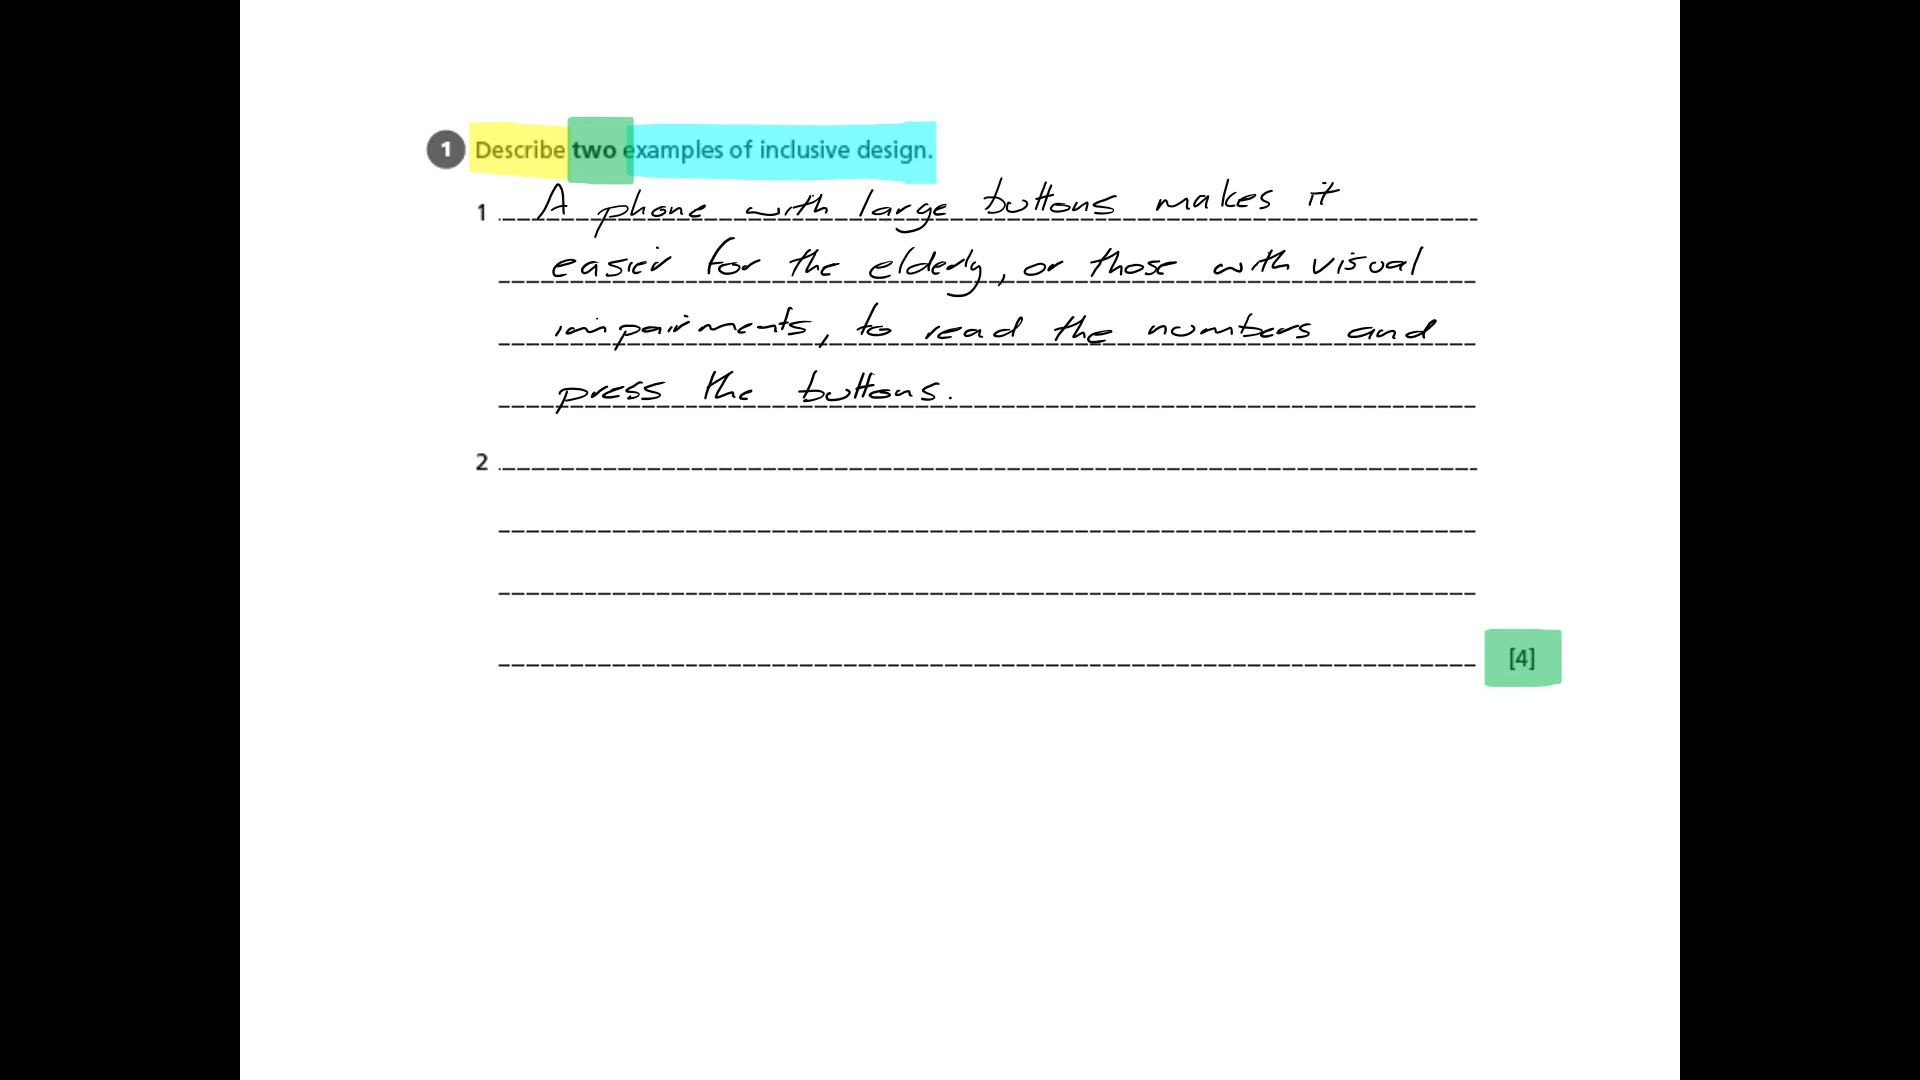 1 Describe two examples of inclusive design.
1 A phone with large buttons makes it
easier for the elderly, or those with visual
impairments, to read the numbers and
press the buttons.
2
[4]